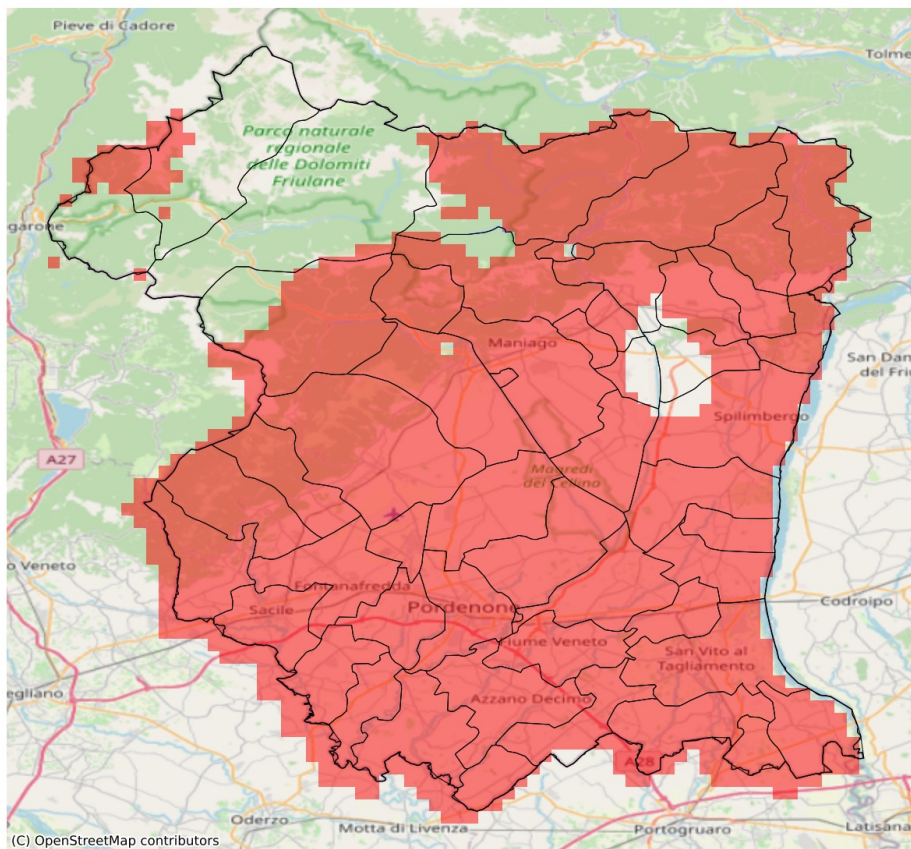 Pieve di Cadore
Tolme
Parco naturale
regionale
delle Dolomiti
Friulane
garone
Maniago
San Dan
del Fri
Spilimbergo
A27
Magredi
del Cellina
o Veneto
Fontanafredda
Codroipo
Sacile
Pordenone
Fiume Veneto
San Vito al
Tagliamento
egliano
Azzano Decimo
A28
Oderzo
Motta di Livenza
Portogruaro
Latisana
(C) OpenStreetMap contributors